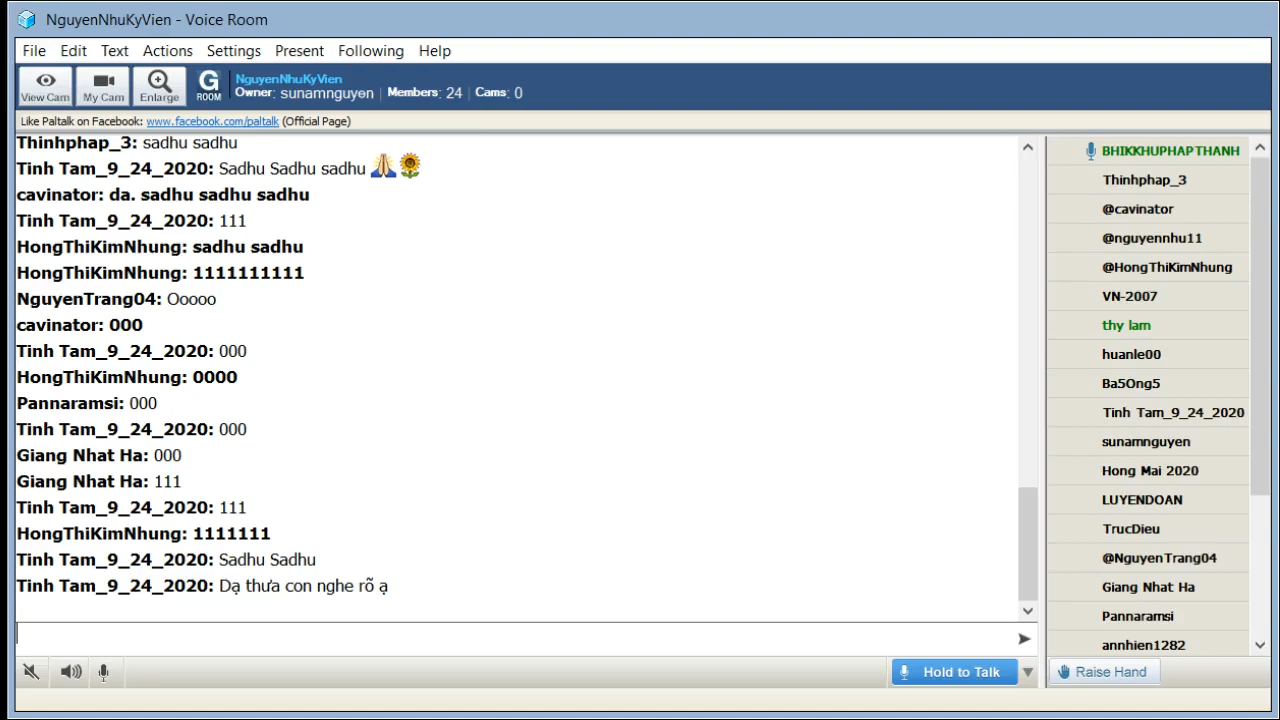 NguyenNhuKyVien - Voice Room
File Edit Text Actions Settings Present Following Help
View Cam My Cam Enlarge G ROOM NguyenNhuKyVien
Owner: sunamnguyen | Members: 24 | Cams: 0
Like Paltalk on Facebook: www.facebook.com/paltalk (Official Page)
Thinhphap_3: sadhu sadhu
Tinh Tam_9_24_2020: Sadhu Sadhu sadhu 🙏🌻
cavinator: da. sadhu sadhu sadhu
Tinh Tam_9_24_2020: 111
HongThiKimNhung: sadhu sadhu
HongThiKimNhung: 1111111111
NguyenTrang04: Ooooo
cavinator: 000
Tinh Tam_9_24_2020: 000
HongThiKimNhung: 0000
Pannaramsi: 000
Tinh Tam_9_24_2020: 000
Giang Nhat Ha: 000
Giang Nhat Ha: 111
Tinh Tam_9_24_2020: 111
HongThiKimNhung: 1111111
Tinh Tam_9_24_2020: Sadhu Sadhu
Tinh Tam_9_24_2020: Dạ thưa con nghe rõ ạ
BHIKKHUPHAPTHANH
Thinhphap_3
@cavinator
@nguyennhu11
@HongThiKimNhung
VN-2007
thy lam
huanle00
Ba5Ong5
Tinh Tam_9_24_2020
sunamnguyen
Hong Mai 2020
LUYENDOAN
TrucDieu
@NguyenTrang04
Giang Nhat Ha
Pannaramsi
annhien1282
Hold to Talk
Raise Hand